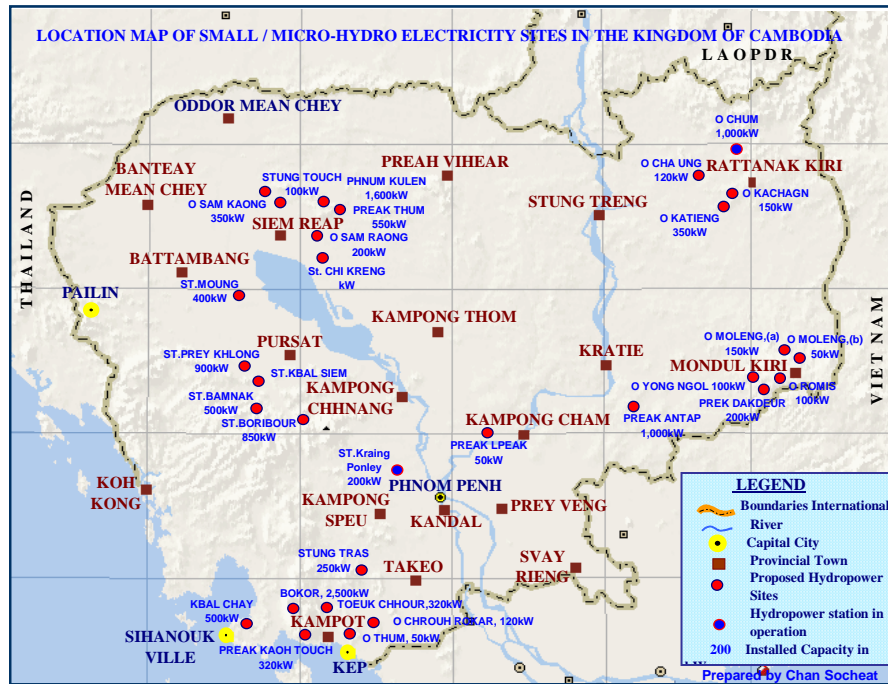 LOCATION MAP OF SMALL / MICRO-HYDRO ELECTRICITY SITES IN THE KINGDOM OF CAMBODIA
L A O P D R
ODDOR MEAN CHEY
O CHUM
1,000kW
BANTEAY
MEAN CHEY
STUNG TOUCH
100kW
PHNUM KULEN
1,600kW
PREAH VIHEAR
O CHA UNG
120kW
RATTANAK KIRI
O SAM KAONG
350kW
PREAK THUM
550kW
STUNG TRENG
O KACHAGN
150kW
SIEM REAP
O KATIENG
350kW
O SAM RAONG
200kW
THAILAND
BATTAMBANG
St. CHI KRENG
kW
ST.MOUNG
400kW
PAILIN
KAMPONG THOM
VIET NAM
O MOLENG,(a)
150kW
O MOLENG,(b)
50kW
PURSAT
ST.PREY KHLONG
900kW
KRATIE
MONDUL KIRI
ST.KBAL SIEM
KAMPONG
CHHNANG
O YONG NGOL 100kW
O ROMIS
100kW
ST.BAMNAK
500kW
PREK DAKDEUR
200kW
ST.BORIBOUR
850kW
KAMPONG CHAM
PREAK ANTAP
1,000kW
PREAK LPEAK
50kW
ST.Kraing
Ponley
200kW
KOH
KONG
PHNOM PENH
KAMPONG
SPEU
KANDAL
PREY VENG
STUNG TRAS
250kW
TAKEO
SVAY
RIENG
BOKOR, 2,500kW
TOEUK CHHOUR,320kW
KBAL CHAY
500kW
O CHROUH ROKAR, 120kW
KAMPOT
O THUM, 50kW
SIHANOUK
VILLE
PREAK KAOH TOUCH
320kW
KEP
LEGEND
Boundaries International
River
Capital City
Provincial Town
Proposed Hydropower
Sites
Hydropower station in
operation
200 Installed Capacity in
Prepared by Chan Socheat